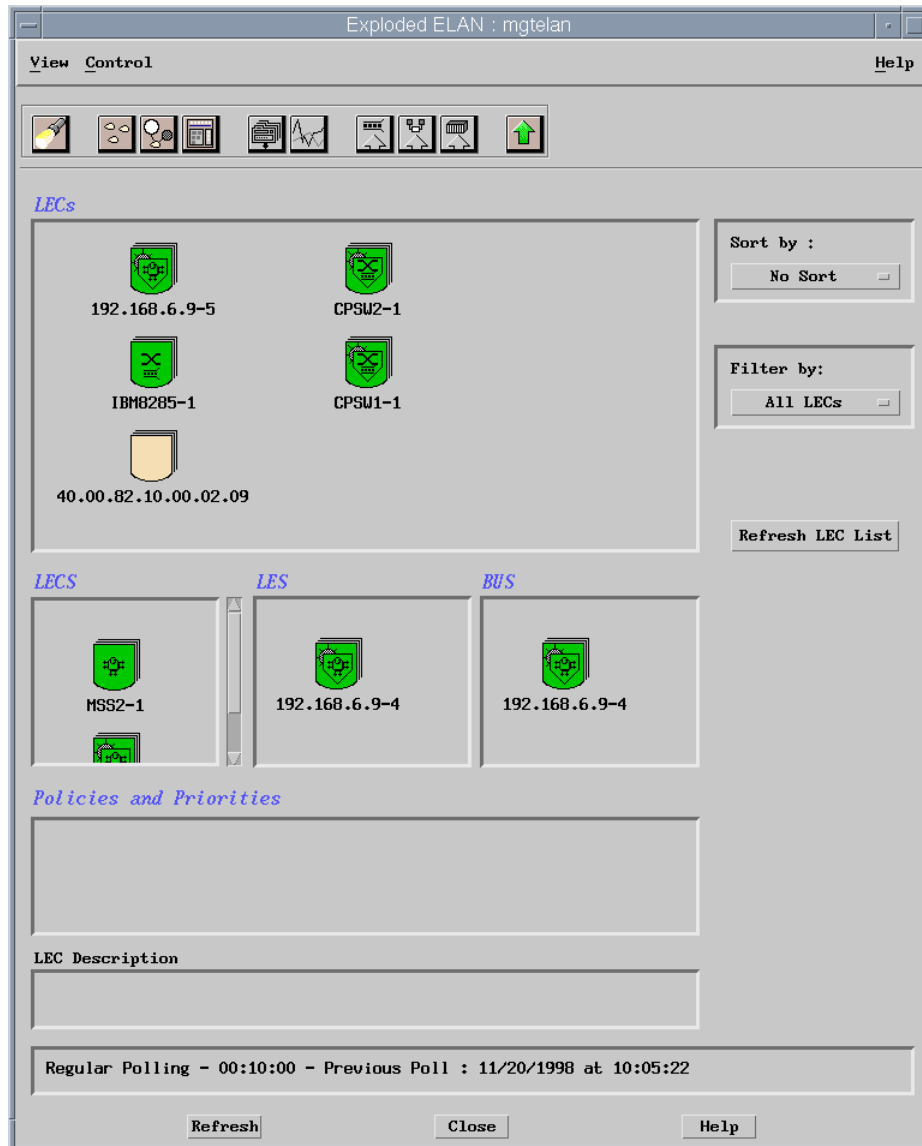 Exploded ELAN : mgtelan
View Control Help
LECs
192.168.6.9-5 CPSW2-1
IBM8285-1 CPSW1-1
40.00.82.10.00.02.09
Sort by :
No Sort
Filter by:
All LECs
Refresh LEC List
LECS LES BUS
MSS2-1 192.168.6.9-4 192.168.6.9-4
Policies and Priorities
LEC Description
Regular Polling - 00:10:00 - Previous Poll : 11/20/1998 at 10:05:22
Refresh Close Help